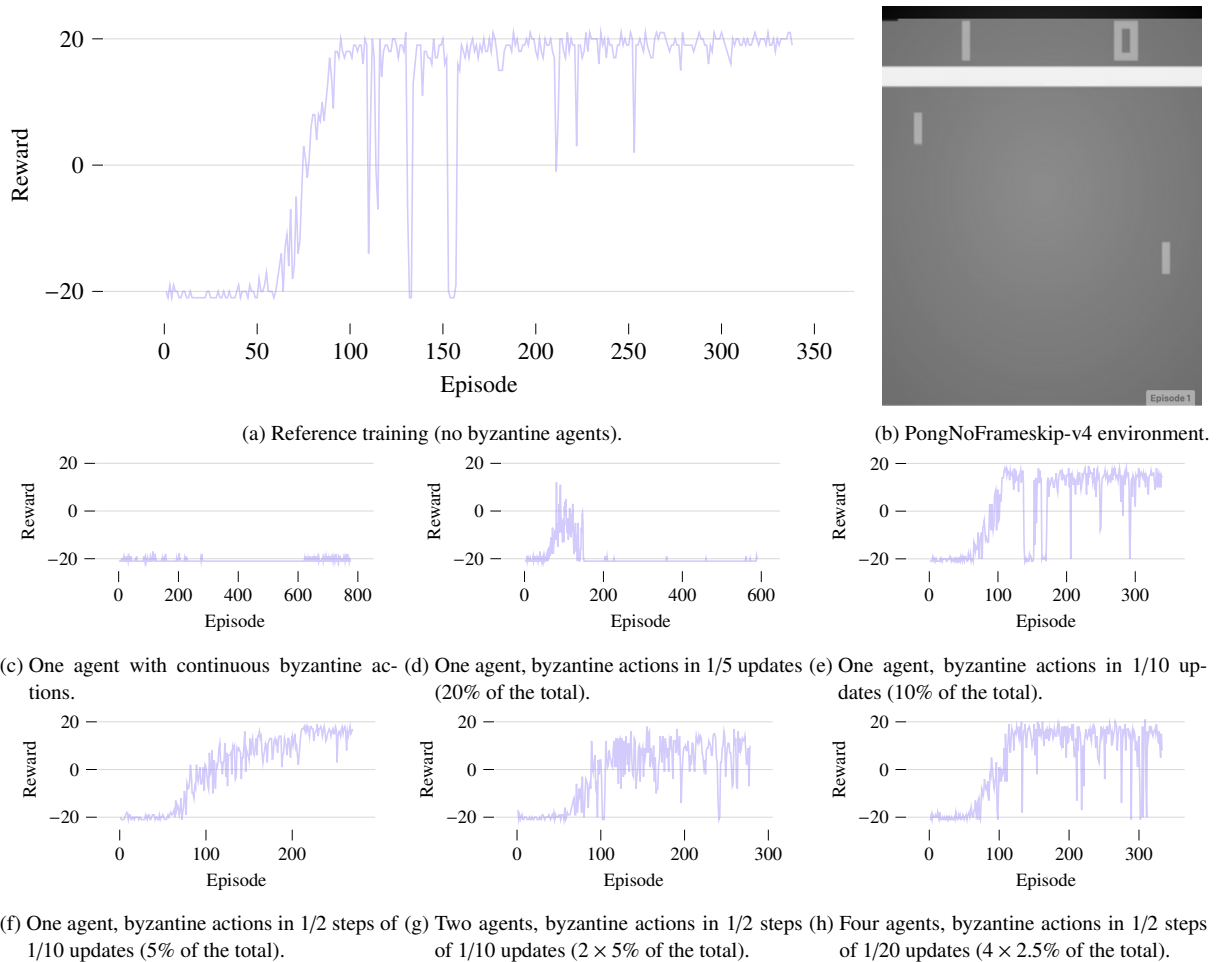 20
0
−20
Reward
0 50 100 150 200 250 300 350
Episode
(a) Reference training (no byzantine agents).
Episode 1
(b) PongNoFrameskip-v4 environment.
20
0
−20
Reward
0 200 400 600 800
Episode
(c) One agent with continuous byzantine ac-
tions.
20
0
−20
Reward
0 200 400 600
Episode
(d) One agent, byzantine actions in 1/5 updates
(20% of the total).
20
0
−20
Reward
0 100 200 300
Episode
(e) One agent, byzantine actions in 1/10 up-
dates (10% of the total).
20
0
−20
Reward
0 100 200
Episode
(f) One agent, byzantine actions in 1/2 steps of
1/10 updates (5% of the total).
20
0
−20
Reward
0 100 200 300
Episode
(g) Two agents, byzantine actions in 1/2 steps
of 1/10 updates (2 × 5% of the total).
20
0
−20
Reward
0 100 200 300
Episode
(h) Four agents, byzantine actions in 1/2 steps
of 1/20 updates (4 × 2.5% of the total).